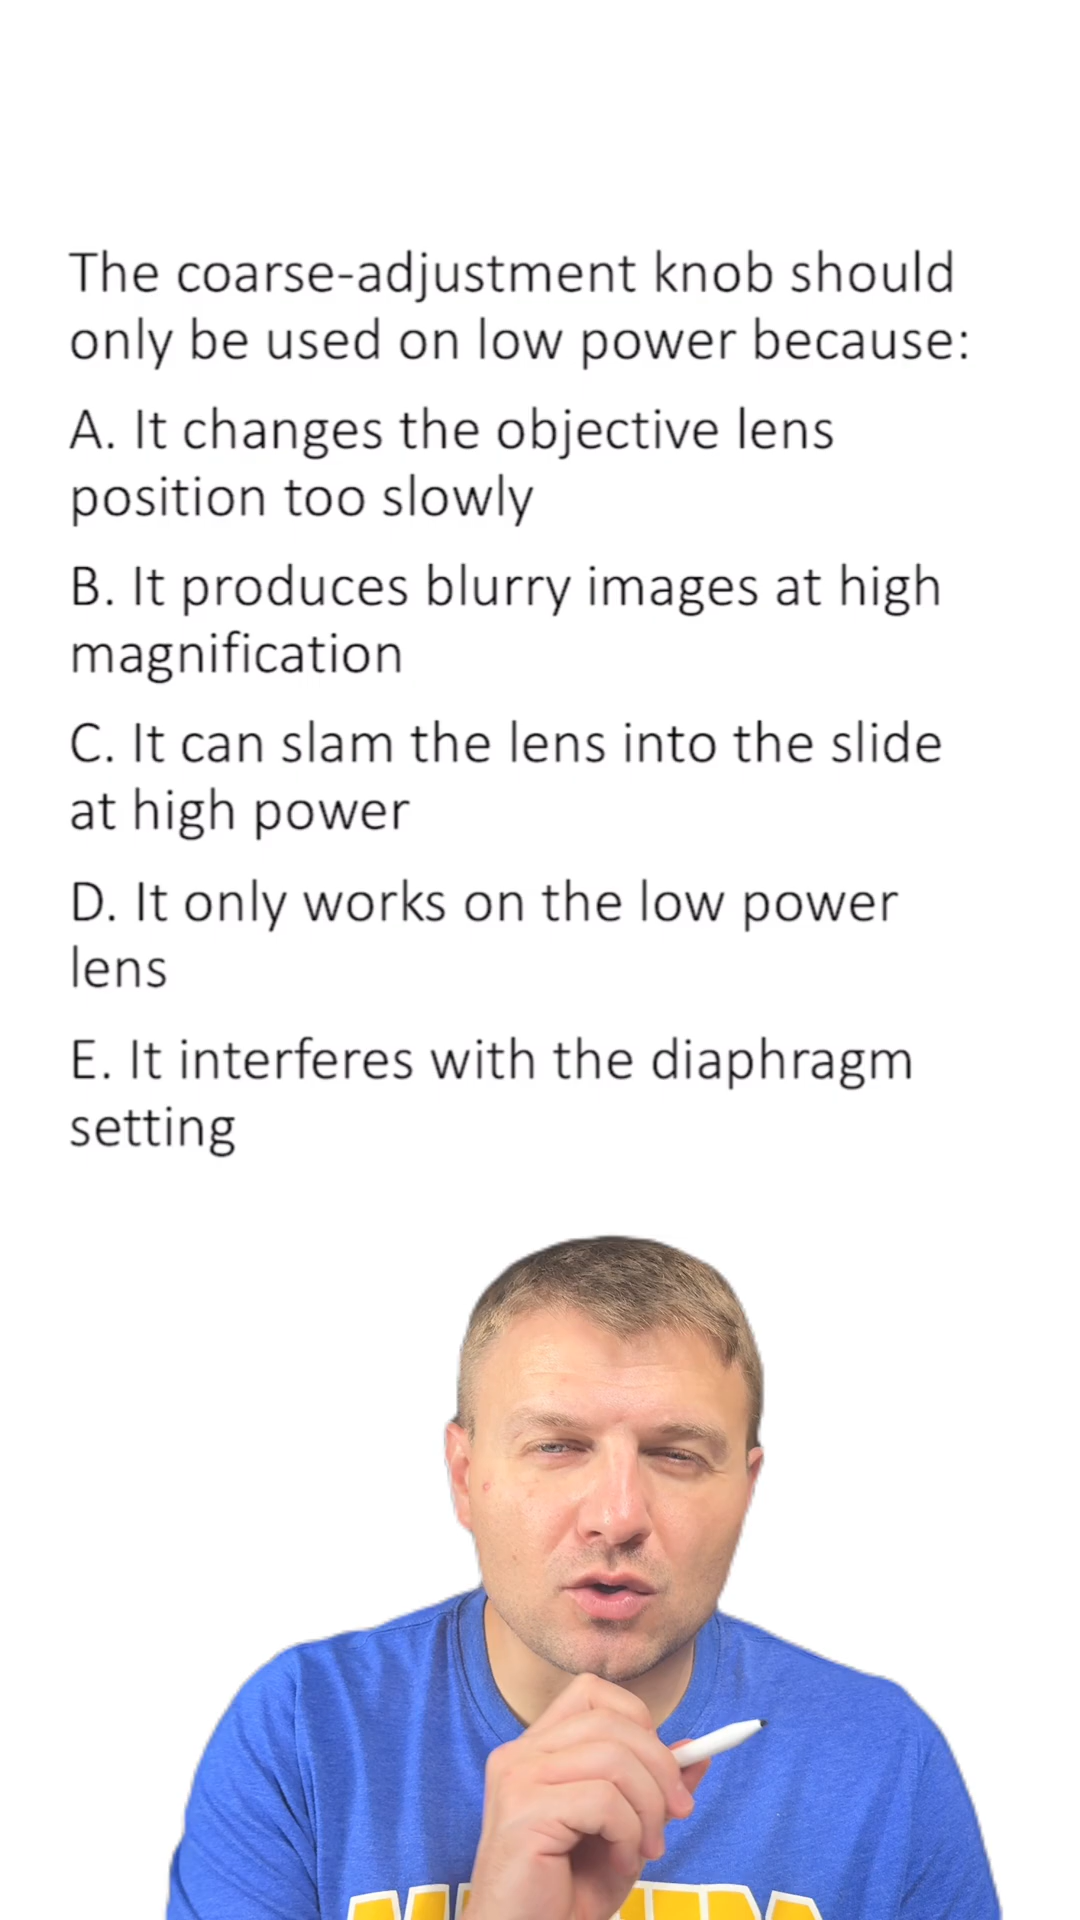 The coarse-adjustment knob should
only be used on low power because:
A. It changes the objective lens
position too slowly
B. It produces blurry images at high
magnification
C. It can slam the lens into the slide
at high power
D. It only works on the low power
lens
E. It interferes with the diaphragm
setting